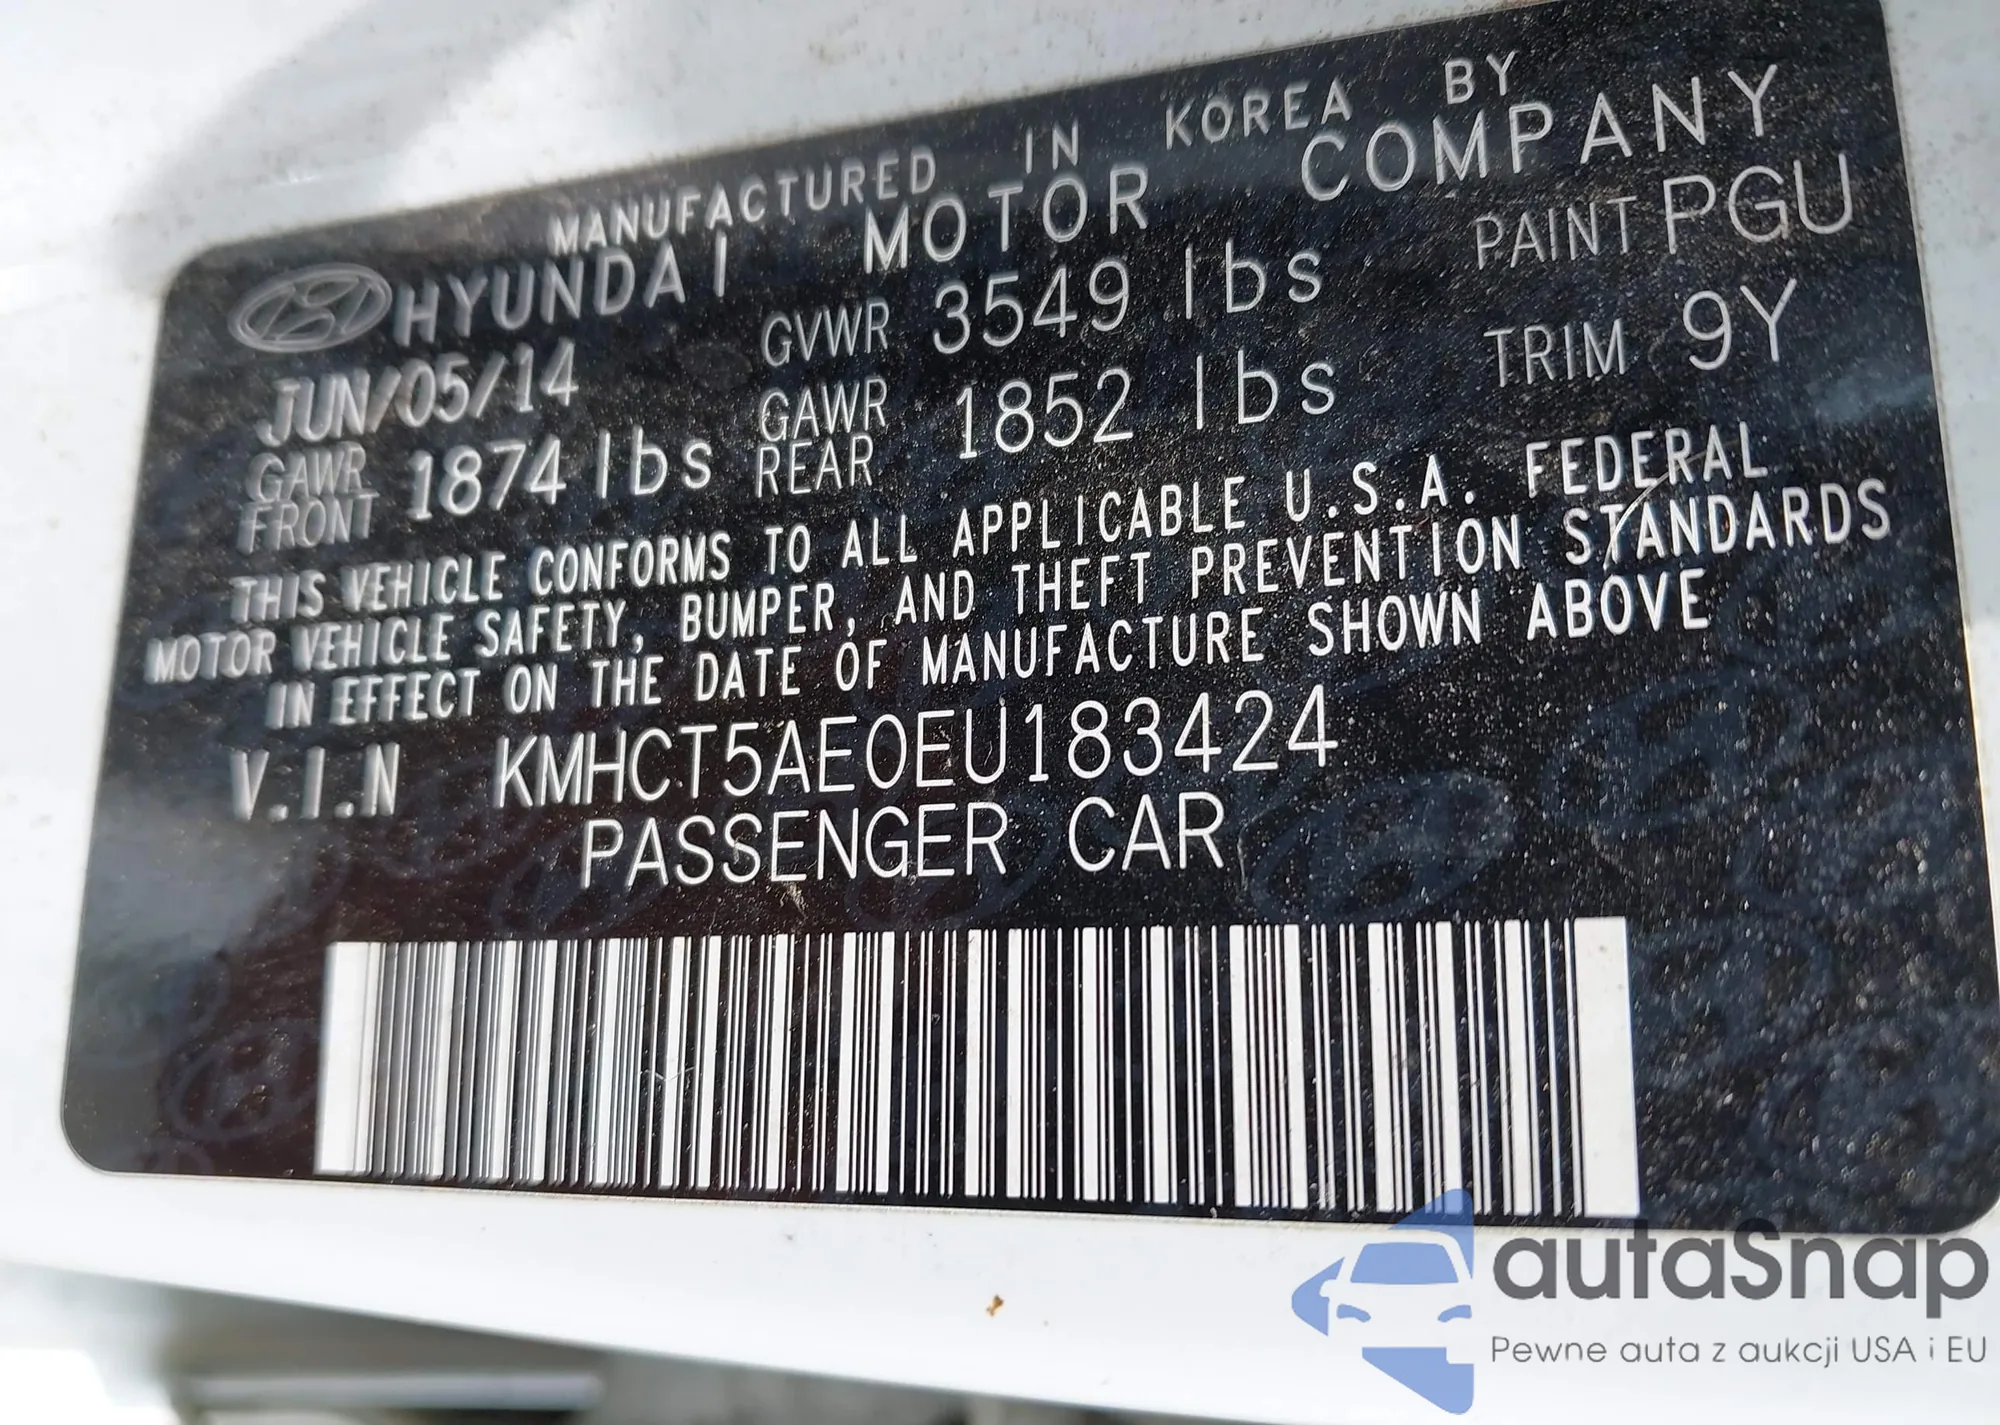 MANUFACTURED IN KOREA BY
HYUNDAI MOTOR COMPANY
JUN/05/14 GVWR 3549 lbs PAINT PGU
GAWR FRONT 1874 lbs GAWR REAR 1852 lbs TRIM 9Y
THIS VEHICLE CONFORMS TO ALL APPLICABLE U.S.A. FEDERAL
MOTOR VEHICLE SAFETY, BUMPER, AND THEFT PREVENTION STANDARDS
IN EFFECT ON THE DATE OF MANUFACTURE SHOWN ABOVE
V.I.N KMHCT5AE0EU183424
PASSENGER CAR
autaSnap
Pewne auta z aukcji USA i EU